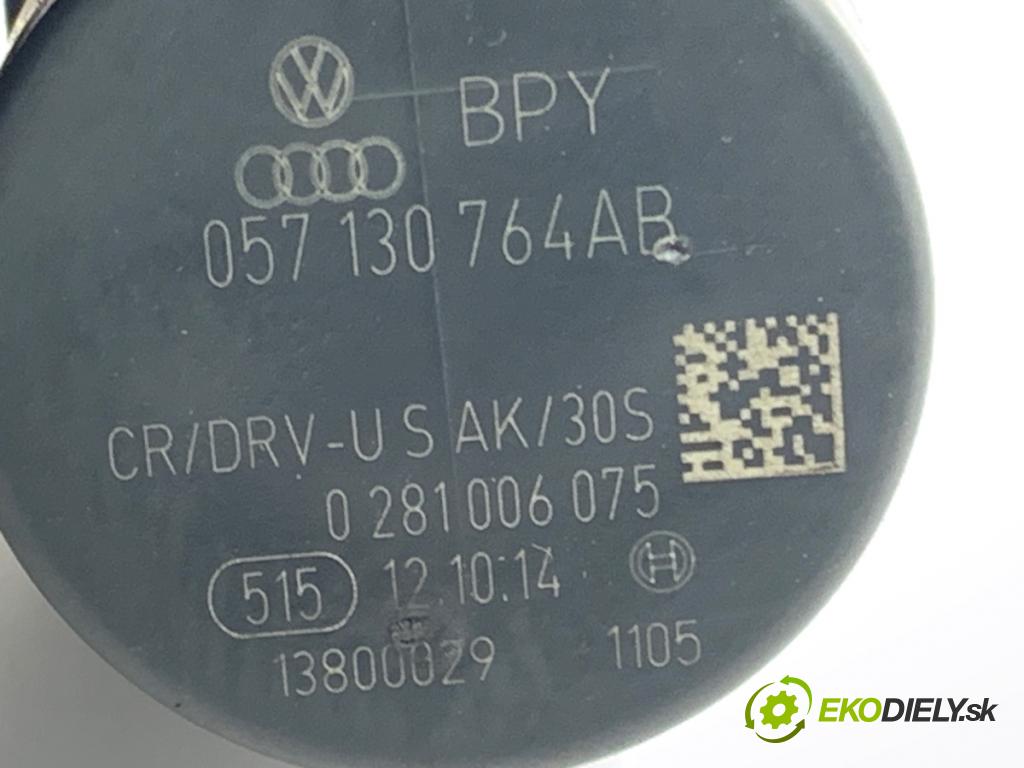 BPY
057 130 764AB
CR/DRV-U S AK/30S
0 281 006 075
515 12.10.14
13800029 1105
EKODIELY.sk